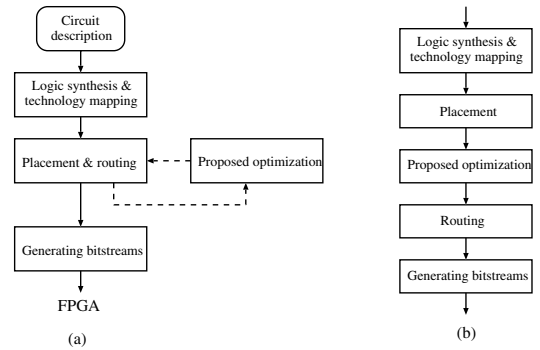 Circuit
description
Logic synthesis &
technology mapping
Placement & routing
Proposed optimization
Generating bitstreams
FPGA
(a)
Logic synthesis &
technology mapping
Placement
Proposed optimization
Routing
Generating bitstreams
(b)